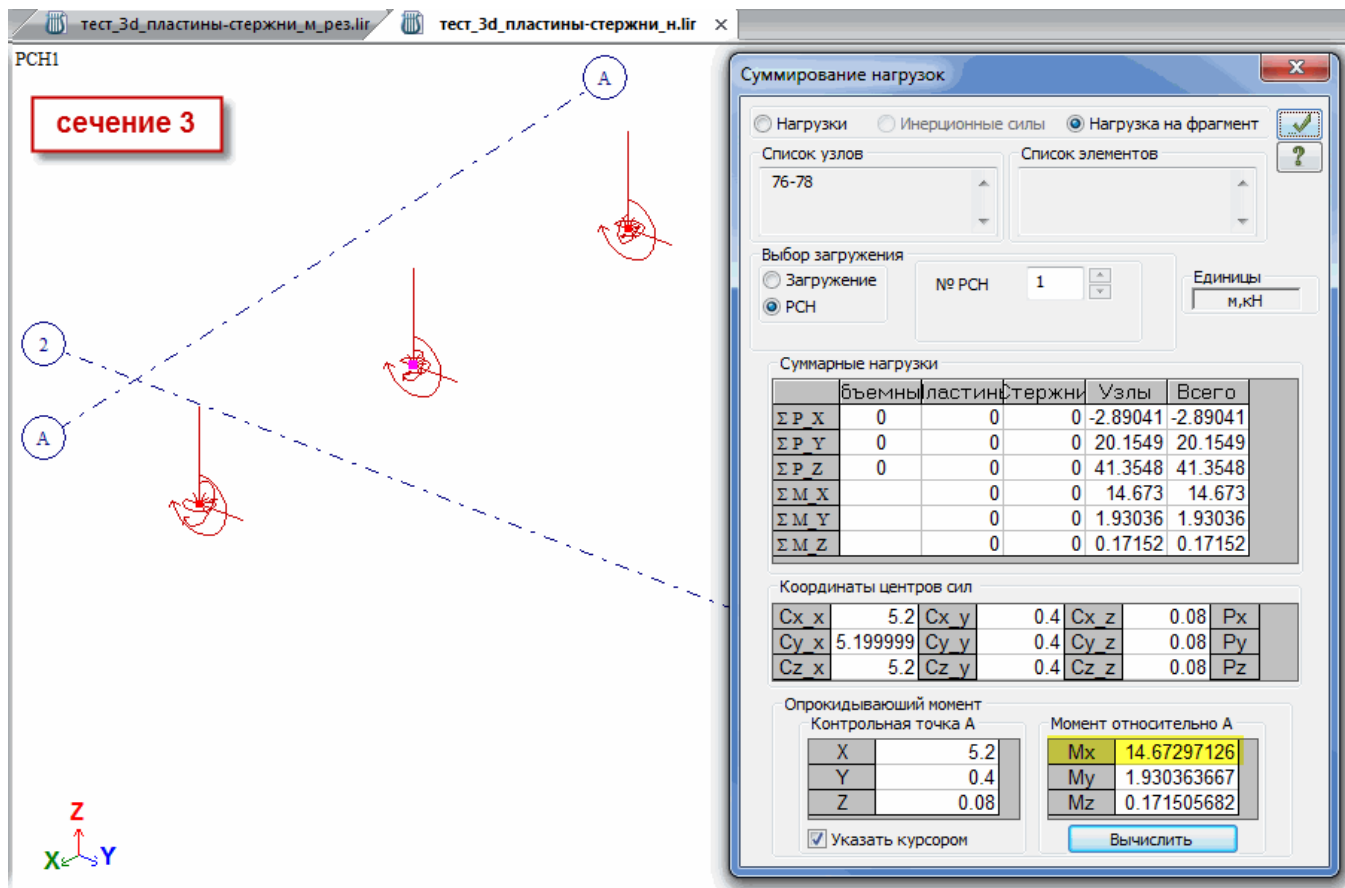 тест_3d_пластины-стержни_м_рез.lir тест_3d_пластины-стержни_н.lir ×
РСН1
сечение 3
A
2
A
Z
X Y
Суммирование нагрузок
Нагрузки Инерционные силы Нагрузка на фрагмент
Список узлов Список элементов
76-78
Выбор загружения
Загружение
РСН
№ РСН 1
Единицы
м,кН
Суммарные нагрузки
бъемны ластин Стержни Узлы Всего
Σ P_X 0 0 0 -2.89041 -2.89041
Σ P_Y 0 0 0 20.1549 20.1549
Σ P_Z 0 0 0 41.3548 41.3548
Σ M_X 0 0 14.673 14.673
Σ M_Y 0 0 1.93036 1.93036
Σ M_Z 0 0 0.17152 0.17152
Координаты центров сил
Cx_x 5.2 Cx_y 0.4 Cx_z 0.08 Px
Cy_x 5.199999 Cy_y 0.4 Cy_z 0.08 Py
Cz_x 5.2 Cz_y 0.4 Cz_z 0.08 Pz
Опрокидывающий момент
Контрольная точка А Момент относительно А
X 5.2 Mx 14.67297126
Y 0.4 My 1.930363667
Z 0.08 Mz 0.171505682
Указать курсором Вычислить